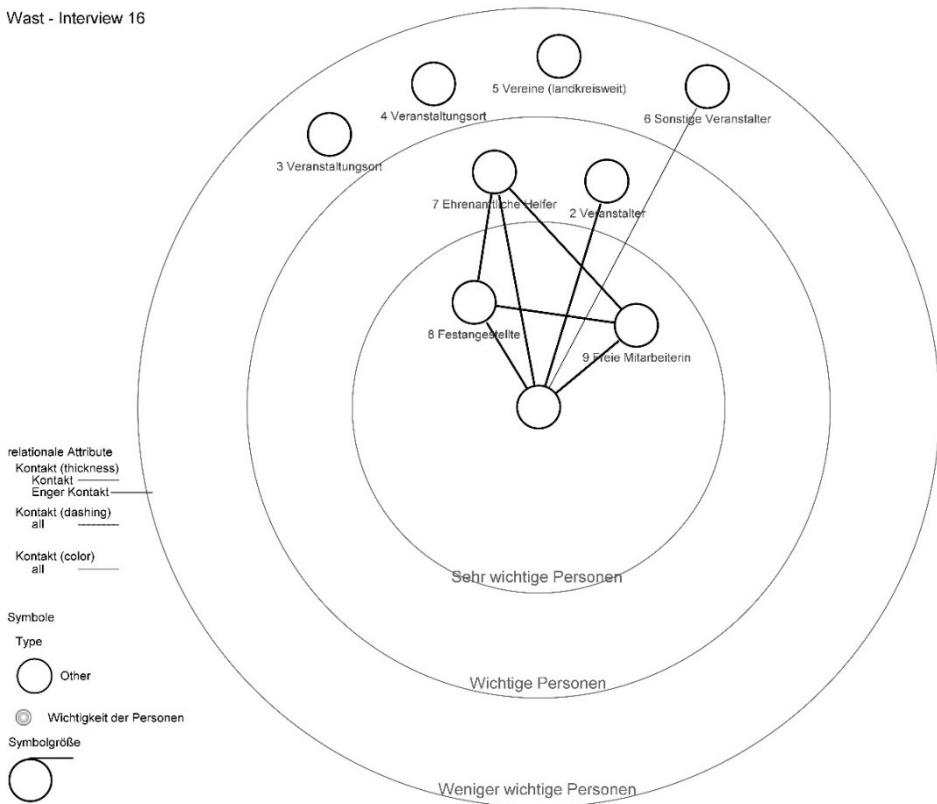 Wast - Interview 16
5 Vereine (landkreisweit)
4 Veranstaltungsort
6 Sonstige Veranstalter
3 Veranstaltungsort
7 Ehrenamtliche Helfer
2 Veranstalter
8 Festangestellte
9 Freie Mitarbeiterin
relationale Attribute
Kontakt (thickness)
Kontakt
Enger Kontakt
Kontakt (dashing)
all
Kontakt (color)
all
Sehr wichtige Personen
Symbole
Type
Other
Wichtige Personen
Wichtigkeit der Personen
Symbolgröße
Weniger wichtige Personen